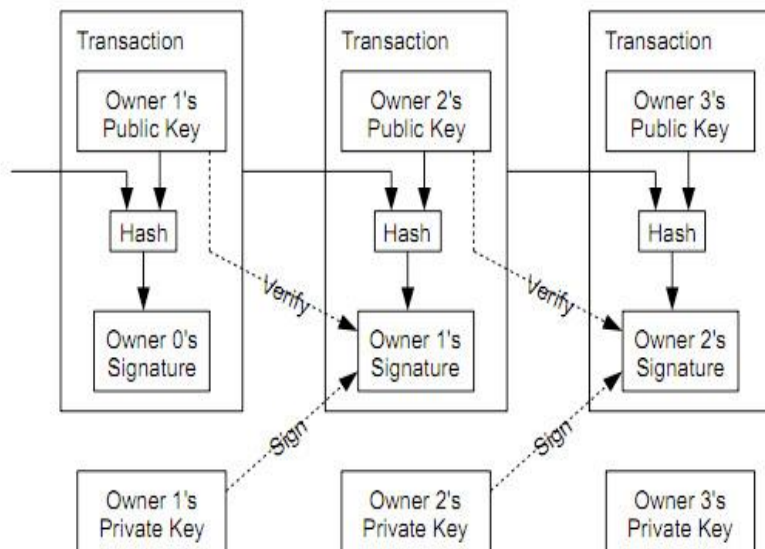 Transaction
Transaction
Transaction
Owner 1's
Public Key
Owner 2's
Public Key
Owner 3's
Public Key
Hash
Hash
Hash
Verify
Verify
Owner 0's
Signature
Owner 1's
Signature
Owner 2's
Signature
Sign
Sign
Owner 1's
Private Key
Owner 2's
Private Key
Owner 3's
Private Key